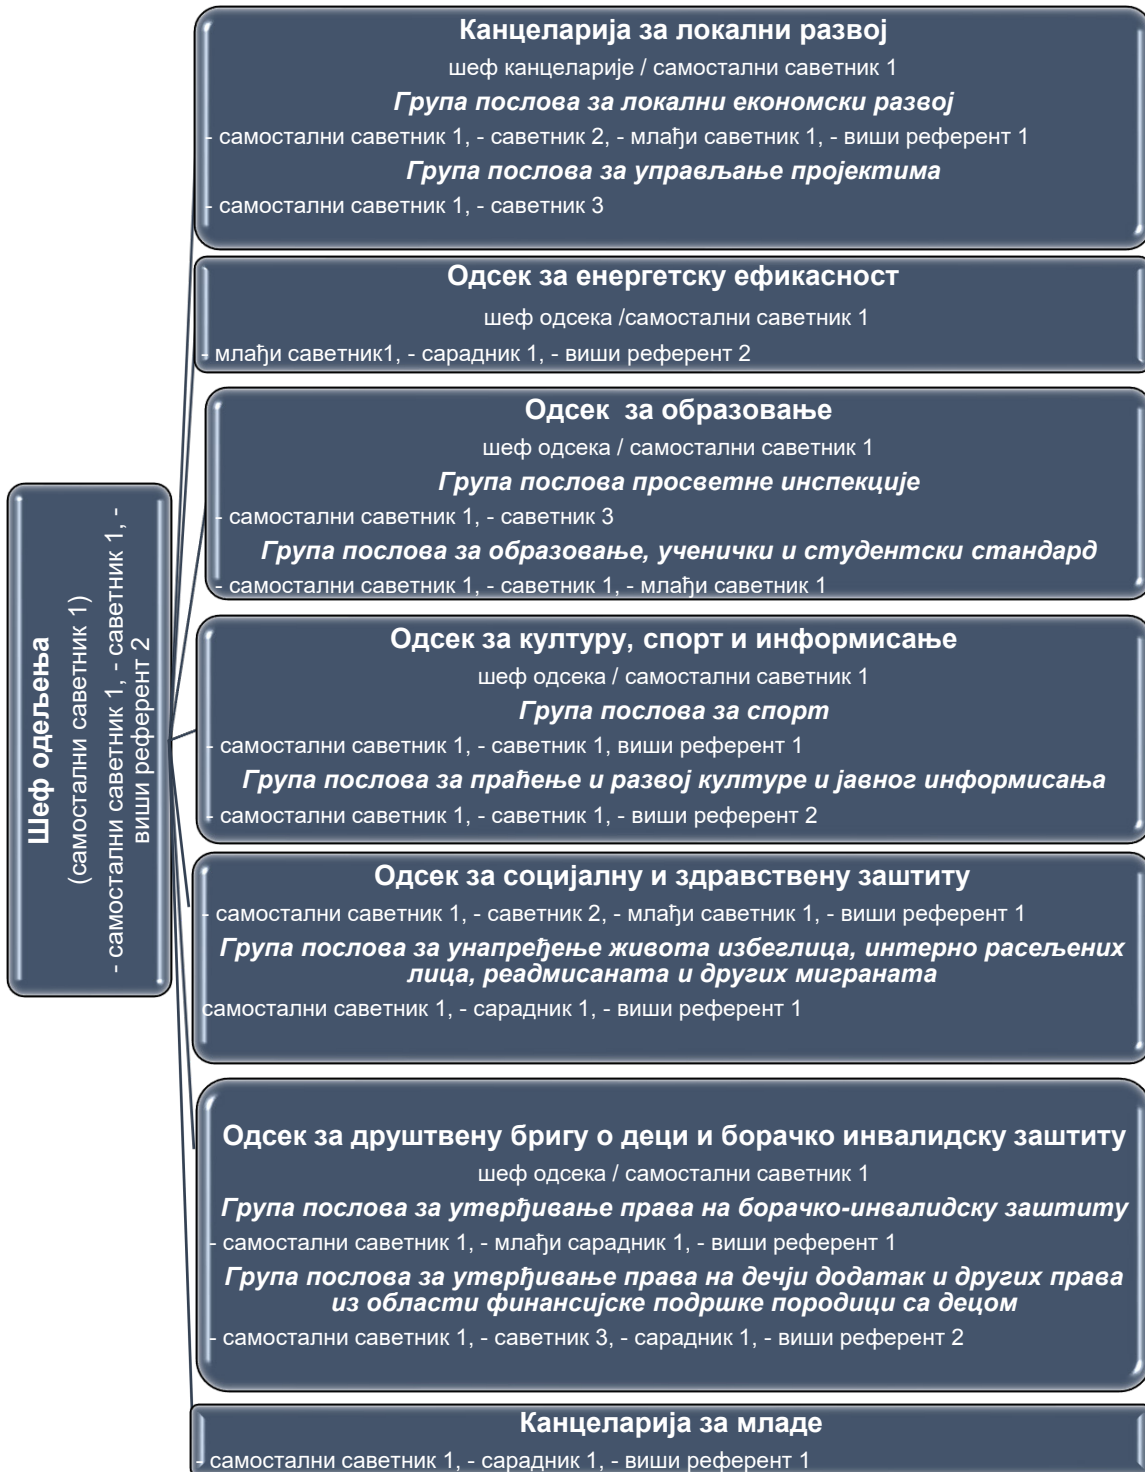 Шеф одељења
(самостални саветник 1)
- самостални саветник 1, - саветник 1, -
виши референт 2
Канцеларија за локални развој
шеф канцеларије / самостални саветник 1
Група послова за локални економски развој
- самостални саветник 1, - саветник 2, - млађи саветник 1, - виши референт 1
Група послова за управљање пројектима
- самостални саветник 1, - саветник 3
Одсек за енергетску ефикасност
шеф одсека /самостални саветник 1
- млађи саветник1, - сарадник 1, - виши референт 2
Одсек за образовање
шеф одсека / самостални саветник 1
Група послова просветне инспекције
- самостални саветник 1, - саветник 3
Група послова за образовање, ученички и студентски стандард
- самостални саветник 1, - саветник 1, - млађи саветник 1
Одсек за културу, спорт и информисање
шеф одсека / самостални саветник 1
Група послова за спорт
- самостални саветник 1, - саветник 1, виши референт 1
Група послова за праћење и развој културе и јавног информисања
- самостални саветник 1, - саветник 1, - виши референт 2
Одсек за социјалну и здравствену заштиту
- самостални саветник 1, - саветник 2, - млађи саветник 1, - виши референт 1
Група послова за унапређење живота избеглица, интерно расељених
лица, реадмисаната и других миграната
самостални саветник 1, - сарадник 1, - виши референт 1
Одсек за друштвену бригу о деци и борачко инвалидску заштиту
шеф одсека / самостални саветник 1
Група послова за утврђивање права на борачко-инвалидску заштиту
- самостални саветник 1, - млађи сарадник 1, - виши референт 1
Група послова за утврђивање права на дечји додатак и других права
из области финансијске подршке породици са децом
- самостални саветник 1, - саветник 3, - сарадник 1, - виши референт 2
Канцеларија за младе
- самостални саветник 1, - сарадник 1, - виши референт 1